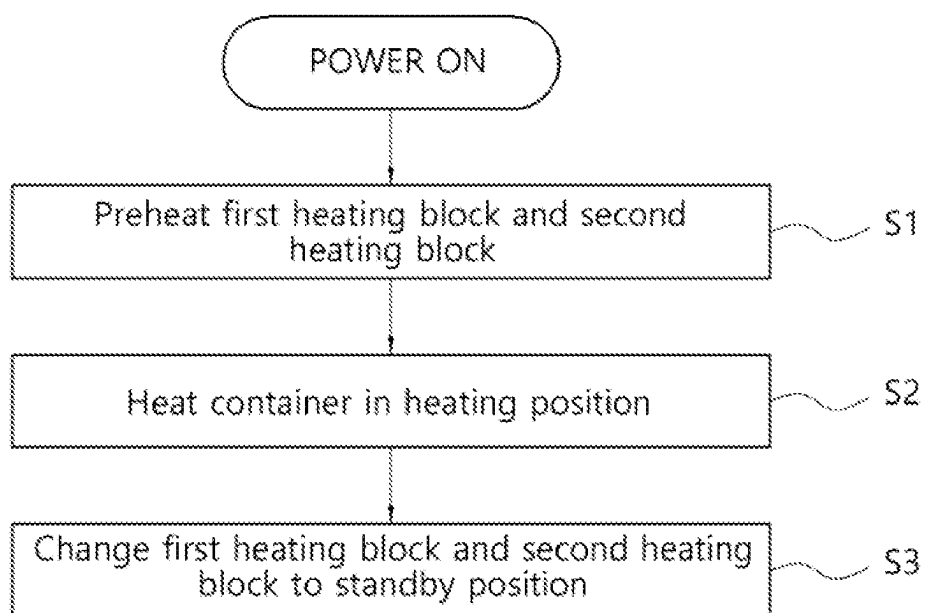 POWER ON
Preheat first heating block and second
heating block
S1
Heat container in heating position
S2
Change first heating block and second heating
block to standby position
S3